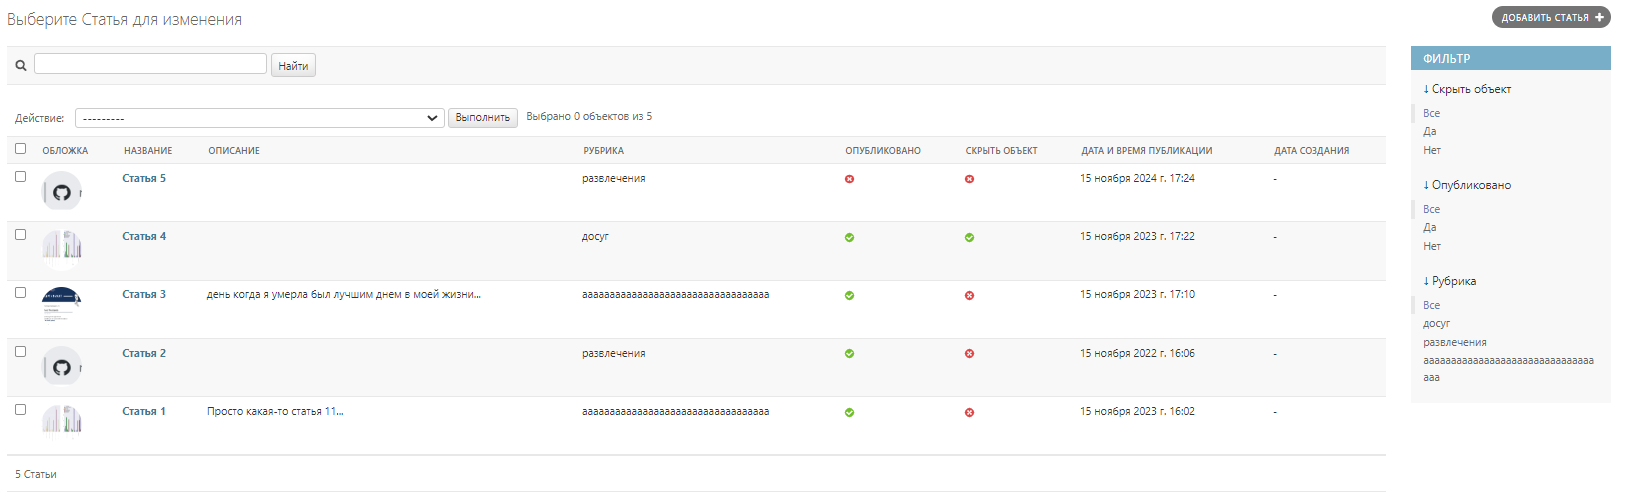 Выберите Статья для изменения
ДОБАВИТЬ СТАТЬЯ +
Найти
Действие: --------- Выполнить Выбрано 0 объектов из 5
ОБЛОЖКА НАЗВАНИЕ ОПИСАНИЕ РУБРИКА ОПУБЛИКОВАНО СКРЫТЬ ОБЪЕКТ ДАТА И ВРЕМЯ ПУБЛИКАЦИИ ДАТА СОЗДАНИЯ
Статья 5 развлечения 15 ноября 2024 г. 17:24 -
Статья 4 досуг 15 ноября 2023 г. 17:22 -
Статья 3 день когда я умерла был лучшим днем в моей жизни... аааааааааааааааааааааааааааааааааа 15 ноября 2023 г. 17:10 -
Статья 2 развлечения 15 ноября 2022 г. 16:06 -
Статья 1 Просто какая-то статья 11... аааааааааааааааааааааааааааааааааа 15 ноября 2023 г. 16:02 -
5 Статьи
ФИЛЬТР
↓ Скрыть объект
Все
Да
Нет
↓ Опубликовано
Все
Да
Нет
↓ Рубрика
Все
досуг
развлечения
ааааааааааааааааааааааааааааааа
ааа